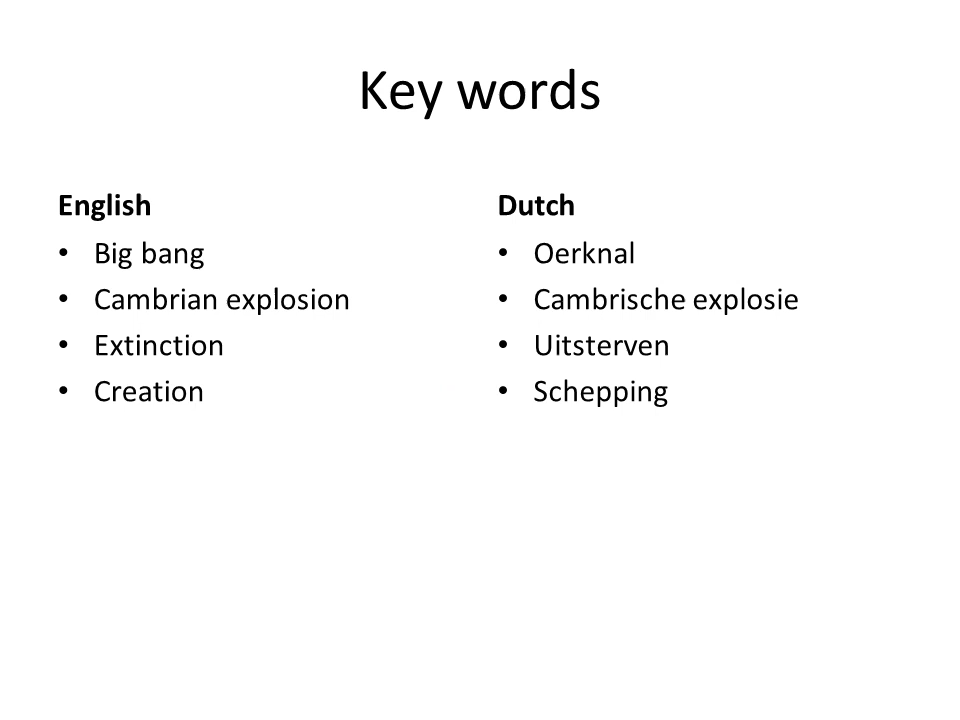 Key words
English
• Big bang
• Cambrian explosion
• Extinction
• Creation
Dutch
• Oerknal
• Cambrische explosie
• Uitsterven
• Schepping